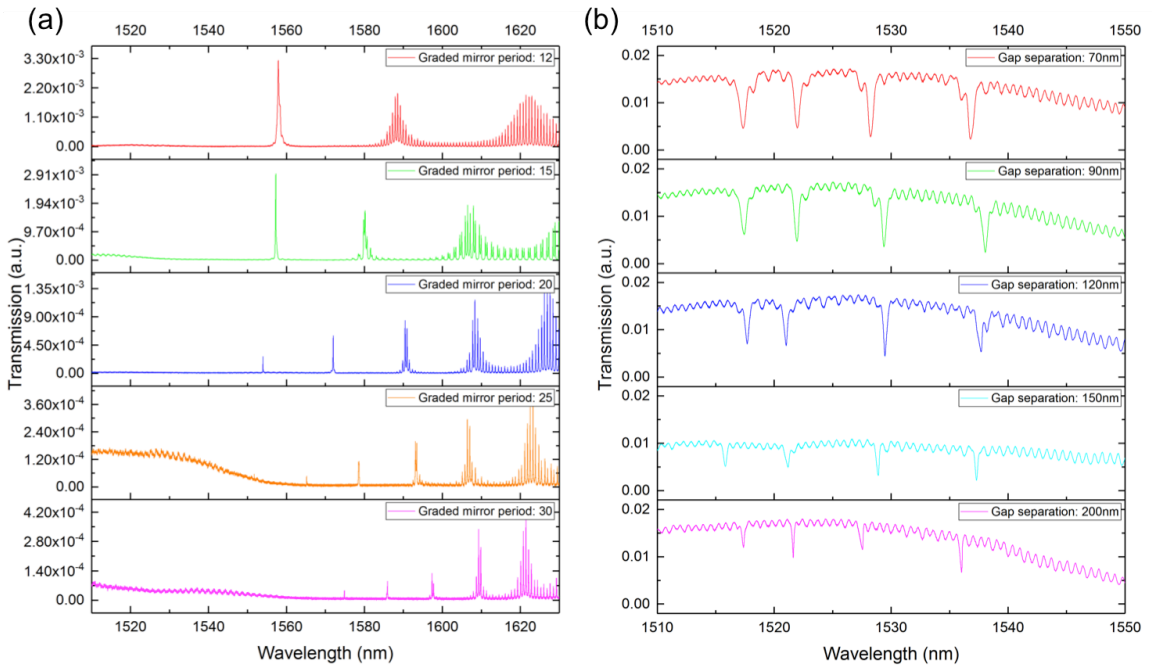 (a)
(b)
1520 1540 1560 1580 1600 1620
1510 1520 1530 1540 1550
Transmission (a.u.)
3.30x10⁻³
2.20x10⁻³
1.10x10⁻³
0.00
Graded mirror period: 12
2.91x10⁻³
1.94x10⁻³
9.70x10⁻⁴
0.00
Graded mirror period: 15
1.35x10⁻³
9.00x10⁻⁴
4.50x10⁻⁴
0.00
Graded mirror period: 20
3.60x10⁻⁴
2.40x10⁻⁴
1.20x10⁻⁴
0.00
Graded mirror period: 25
4.20x10⁻⁴
2.80x10⁻⁴
1.40x10⁻⁴
0.00
Graded mirror period: 30
1520 1540 1560 1580 1600 1620
Wavelength (nm)
Transmission (a.u.)
0.02
0.01
0.00
Gap separation: 70nm
0.02
0.01
0.00
Gap separation: 90nm
0.02
0.01
0.00
Gap separation: 120nm
0.02
0.01
0.00
Gap separation: 150nm
0.02
0.01
0.00
Gap separation: 200nm
1510 1520 1530 1540 1550
Wavelength (nm)